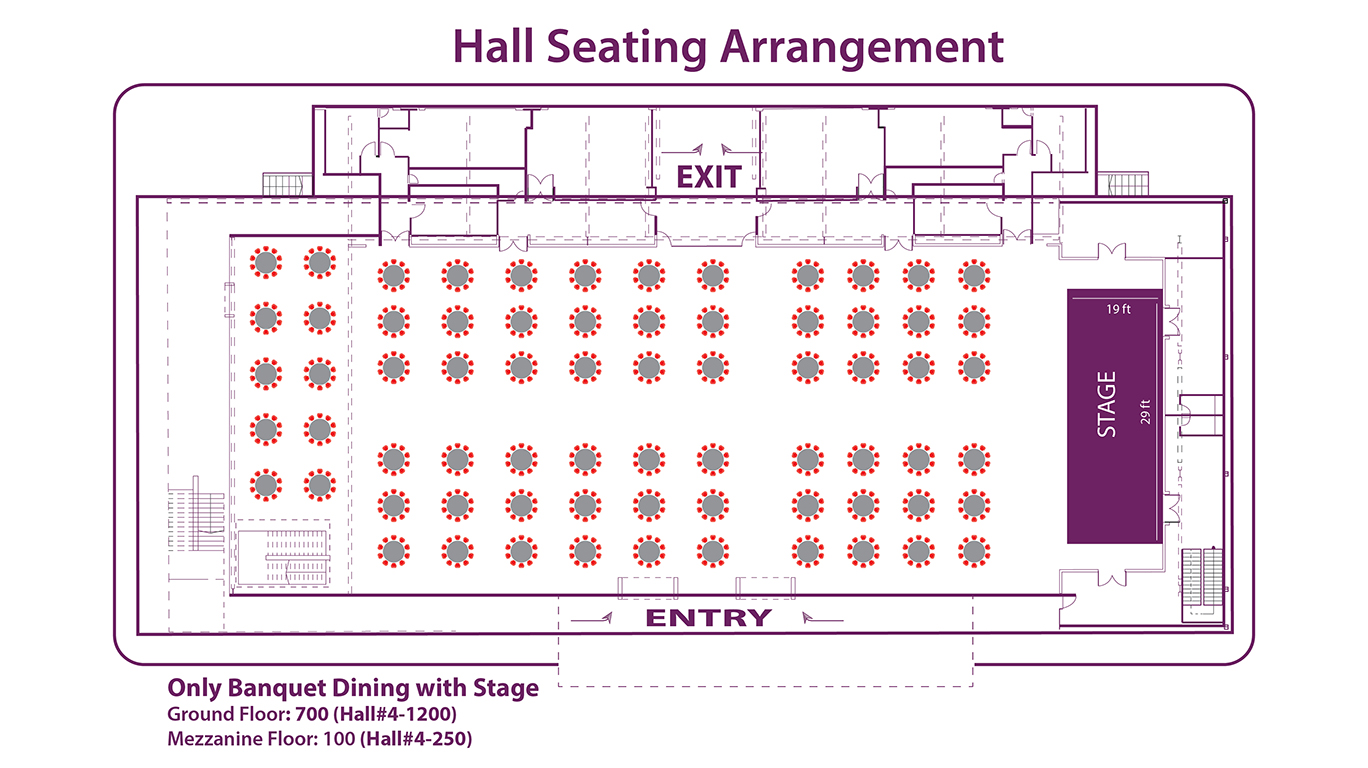 Hall Seating Arrangement
EXIT
19 ft
STAGE
29 ft
ENTRY
Only Banquet Dining with Stage
Ground Floor: 700 (Hall#4-1200)
Mezzanine Floor: 100 (Hall#4-250)